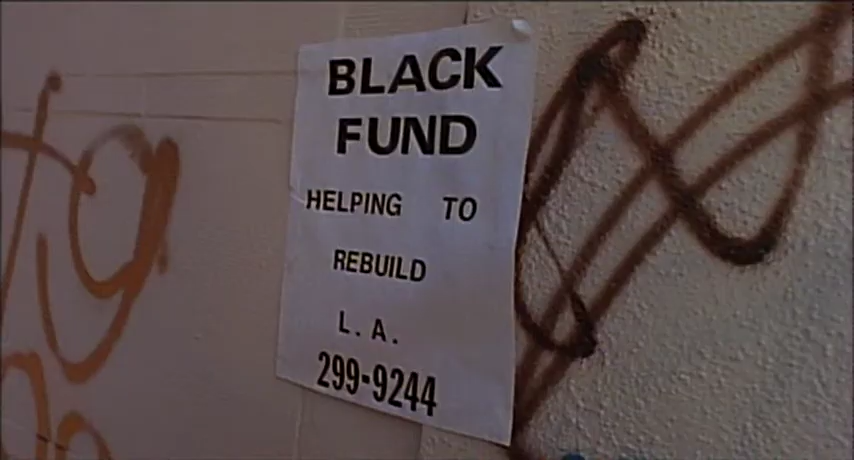 BLACK
FUND
HELPING TO
REBUILD
L.A.
299-9244